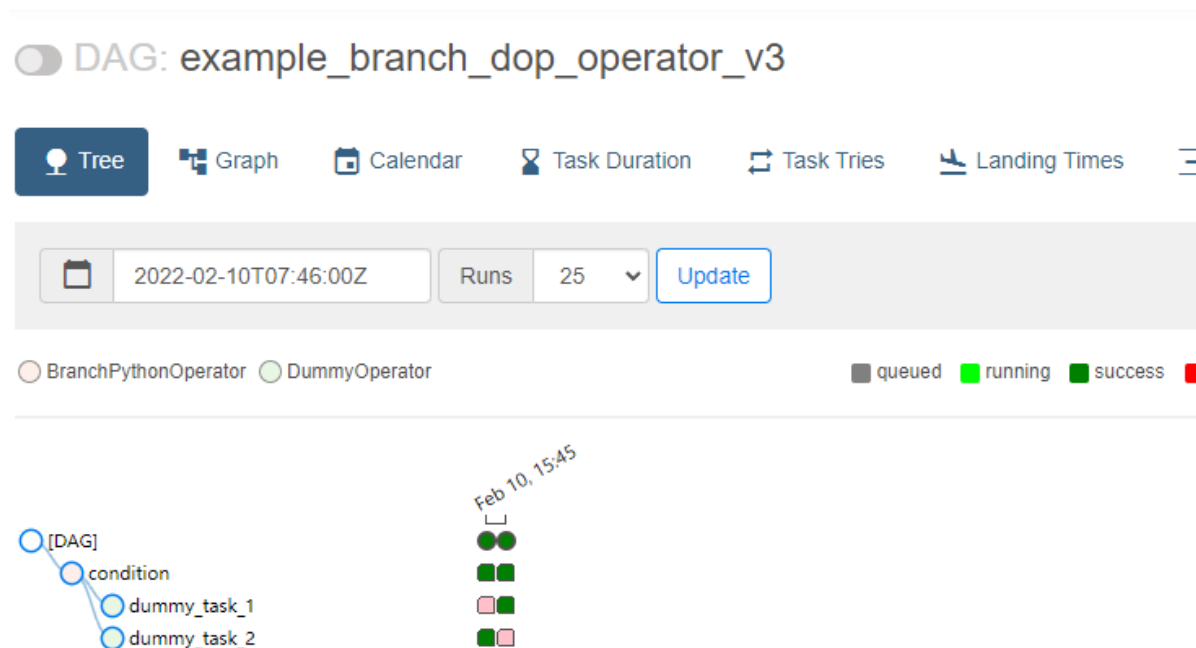 DAG: example_branch_dop_operator_v3
Tree Graph Calendar Task Duration Task Tries Landing Times
2022-02-10T07:46:00Z Runs 25 Update
BranchPythonOperator DummyOperator queued running success
Feb 10, 15:45
[DAG]
condition
dummy_task_1
dummy_task_2